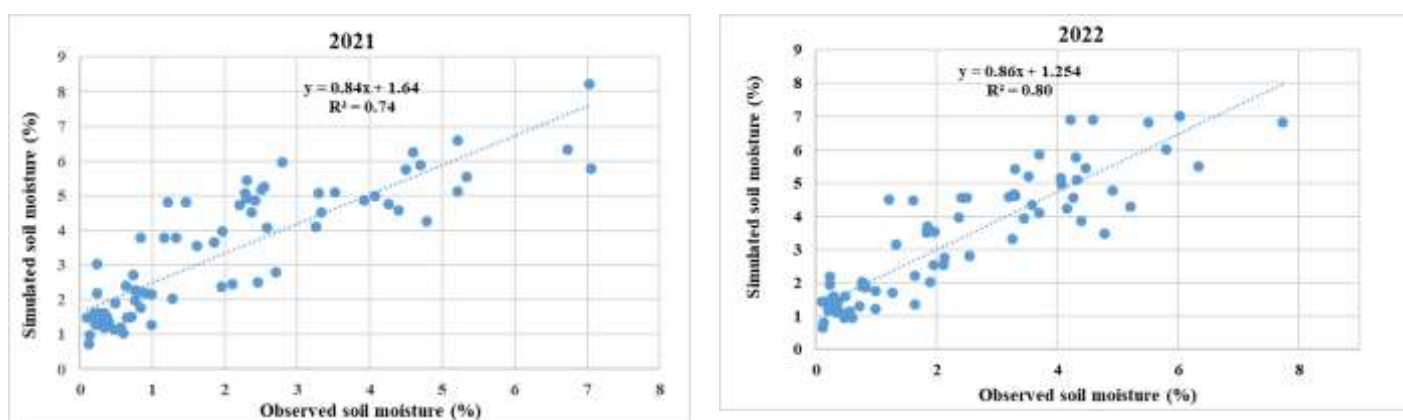 2021
y = 0.84x + 1.64
R² = 0.74
9
8
7
6
5
4
3
2
1
0
0 1 2 3 4 5 6 7 8
Simulated soil moisture (%)
Observed soil moisture (%)
2022
y = 0.86x + 1.254
R² = 0.80
9
8
7
6
5
4
3
2
1
0
0 2 4 6 8
Simulated soil moisture (%)
Observed soil moisture (%)